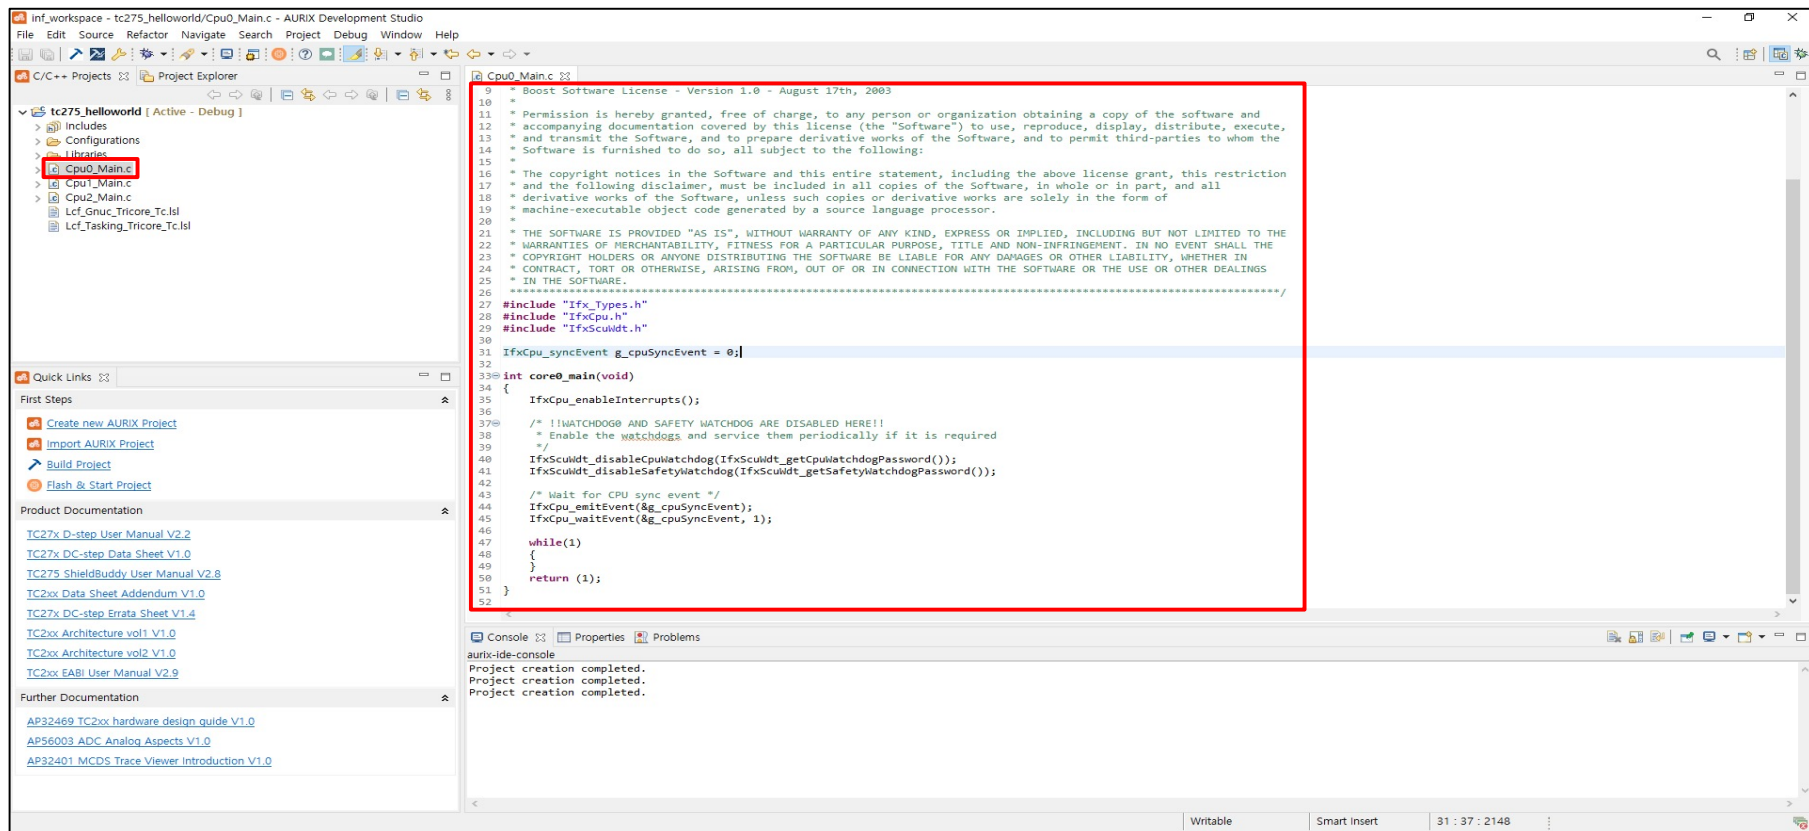 inf_workspace - tc275_helloworld/Cpu0_Main.c - AURIX Development Studio
File Edit Source Refactor Navigate Search Project Debug Window Help
C/C++ Projects
Project Explorer
tc275_helloworld [ Active - Debug ]
Includes
Configurations
Libraries
Cpu0_Main.c
Cpu1_Main.c
Cpu2_Main.c
Lcf_Gnuc_Tricore_Tc.lsl
Lcf_Tasking_Tricore_Tc.lsl
Quick Links
First Steps
Create new AURIX Project
Import AURIX Project
Build Project
Flash & Start Project
Product Documentation
TC27x D-step User Manual V2.2
TC27x DC-step Data Sheet V1.0
TC275 ShieldBuddy User Manual V2.8
TC2xx Data Sheet Addendum V1.0
TC27x DC-step Errata Sheet V1.4
TC2xx Architecture vol1 V1.0
TC2xx Architecture vol2 V1.0
TC2xx EABI User Manual V2.9
Further Documentation
AP32469 TC2xx hardware design guide V1.0
AP56003 ADC Analog Aspects V1.0
AP32401 MCDS Trace Viewer Introduction V1.0
Cpu0_Main.c
9 * Boost Software License - Version 1.0 - August 17th, 2003
10 *
11 * Permission is hereby granted, free of charge, to any person or organization obtaining a copy of the software and
12 * accompanying documentation covered by this license (the "Software") to use, reproduce, display, distribute, execute,
13 * and transmit the Software, and to prepare derivative works of the Software, and to permit third-parties to whom the
14 * Software is furnished to do so, all subject to the following:
15 *
16 * The copyright notices in the Software and this entire statement, including the above license grant, this restriction
17 * and the following disclaimer, must be included in all copies of the Software, in whole or in part, and all
18 * derivative works of the Software, unless such copies or derivative works are solely in the form of
19 * machine-executable object code generated by a source language processor.
20 *
21 * THE SOFTWARE IS PROVIDED "AS IS", WITHOUT WARRANTY OF ANY KIND, EXPRESS OR IMPLIED, INCLUDING BUT NOT LIMITED TO THE
22 * WARRANTIES OF MERCHANTABILITY, FITNESS FOR A PARTICULAR PURPOSE, TITLE AND NON-INFRINGEMENT. IN NO EVENT SHALL THE
23 * COPYRIGHT HOLDERS OR ANYONE DISTRIBUTING THE SOFTWARE BE LIABLE FOR ANY DAMAGES OR OTHER LIABILITY, WHETHER IN
24 * CONTRACT, TORT OR OTHERWISE, ARISING FROM, OUT OF OR IN CONNECTION WITH THE SOFTWARE OR THE USE OR OTHER DEALINGS
25 * IN THE SOFTWARE.
26 *********************************************************************************************************************/
27 #include "Ifx_Types.h"
28 #include "IfxCpu.h"
29 #include "IfxScuWdt.h"
30
31 IfxCpu_syncEvent g_cpuSyncEvent = 0;
32
33 int core0_main(void)
34 {
35 IfxCpu_enableInterrupts();
36
37 /* !!WATCHDOG0 AND SAFETY WATCHDOG ARE DISABLED HERE!!
38 * Enable the watchdogs and service them periodically if it is required
39 */
40 IfxScuWdt_disableCpuWatchdog(IfxScuWdt_getCpuWatchdogPassword());
41 IfxScuWdt_disableSafetyWatchdog(IfxScuWdt_getSafetyWatchdogPassword());
42
43 /* Wait for CPU sync event */
44 IfxCpu_emitEvent(&g_cpuSyncEvent);
45 IfxCpu_waitEvent(&g_cpuSyncEvent, 1);
46
47 while(1)
48 {
49 }
50 return (1);
51 }
52
Console
Properties
Problems
aurix-ide-console
Project creation completed.
Project creation completed.
Project creation completed.
Writable
Smart Insert
31 : 37 : 2148